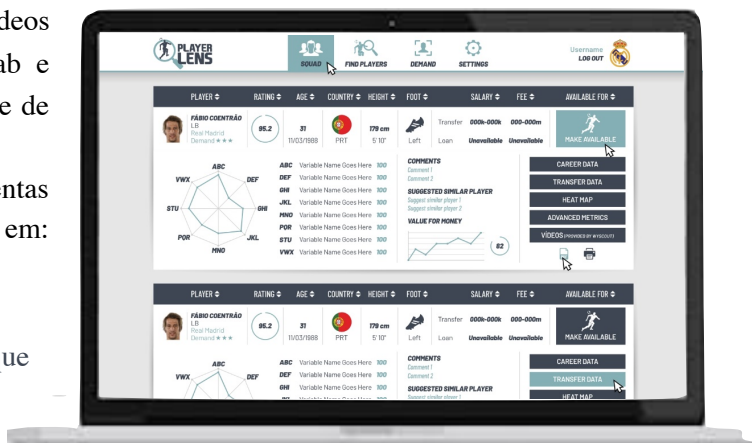 deos
ab e
e de
entas
em:
ue
PLAYER LENS
SQUAD
FIND PLAYERS
DEMAND
SETTINGS
Username
LOG OUT
PLAYER RATING AGE COUNTRY HEIGHT FOOT SALARY FEE AVAILABLE FOR
FÁBIO COENTRÃO
LB
Real Madrid
Demand ★★★
95.2
31
11/03/1988
PRT
179 cm
5' 10"
Left
Transfer 000k-000k 000-000m
Loan Unavailable Unavailable
MAKE AVAILABLE
ABC
DEF
GHI
JKL
MNO
PQR
STU
VWX
ABC Variable Name Goes Here 100
DEF Variable Name Goes Here 100
GHI Variable Name Goes Here 100
JKL Variable Name Goes Here 100
MNO Variable Name Goes Here 100
PQR Variable Name Goes Here 100
STU Variable Name Goes Here 100
VWX Variable Name Goes Here 100
COMMENTS
Comment 1
Comment 2
SUGGESTED SIMILAR PLAYER
Suggest similar player 1
Suggest similar player 2
VALUE FOR MONEY
82
CAREER DATA
TRANSFER DATA
HEAT MAP
ADVANCED METRICS
VÍDEOS (PROVIDED BY WYSCOUT)
PLAYER RATING AGE COUNTRY HEIGHT FOOT SALARY FEE AVAILABLE FOR
FÁBIO COENTRÃO
LB
Real Madrid
Demand ★★★
95.2
31
11/03/1988
PRT
179 cm
5' 10"
Left
Transfer 000k-000k 000-000m
Loan Unavailable Unavailable
MAKE AVAILABLE
ABC
DEF
VWX
ABC Variable Name Goes Here 100
DEF Variable Name Goes Here 100
GHI Variable Name Goes Here 100
COMMENTS
Comment 1
Comment 2
SUGGESTED SIMILAR PLAYER
CAREER DATA
TRANSFER DATA
HEAT MAP